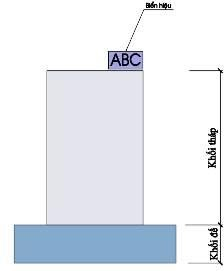 Biển hiệu
ABC
Khối tháp
Khối đế